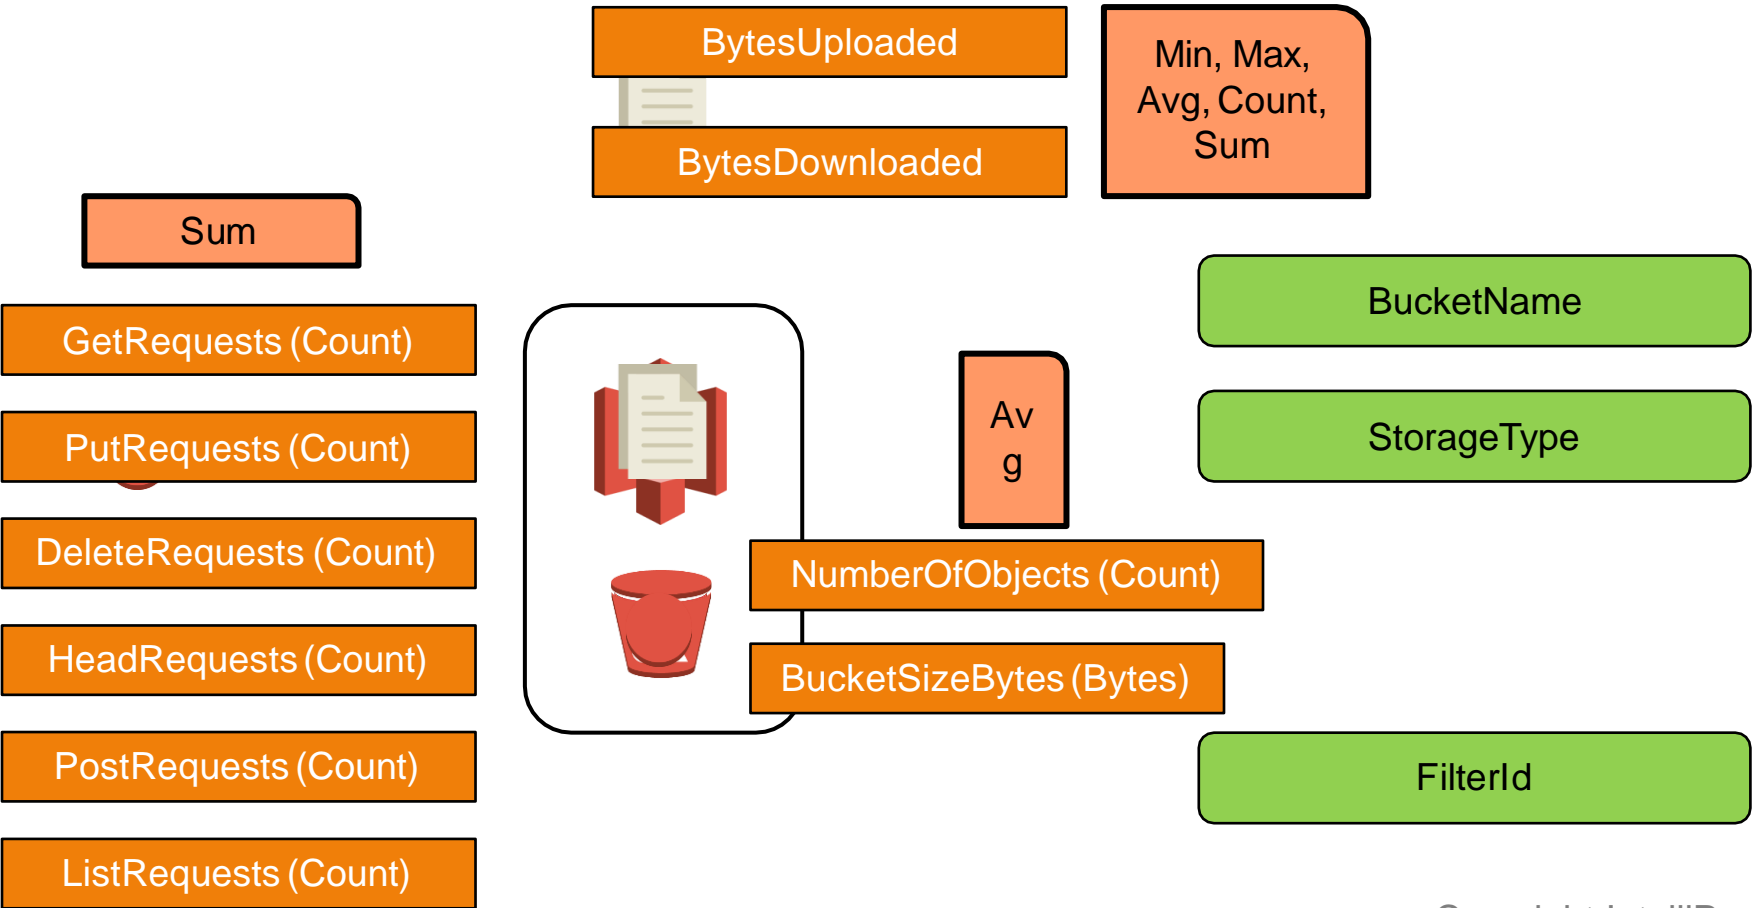 BytesUploaded
BytesDownloaded
Min, Max,
Avg, Count,
Sum
Sum
GetRequests (Count)
PutRequests (Count)
DeleteRequests (Count)
HeadRequests (Count)
PostRequests (Count)
ListRequests (Count)
Av
g
NumberOfObjects (Count)
BucketSizeBytes (Bytes)
BucketName
StorageType
FilterId